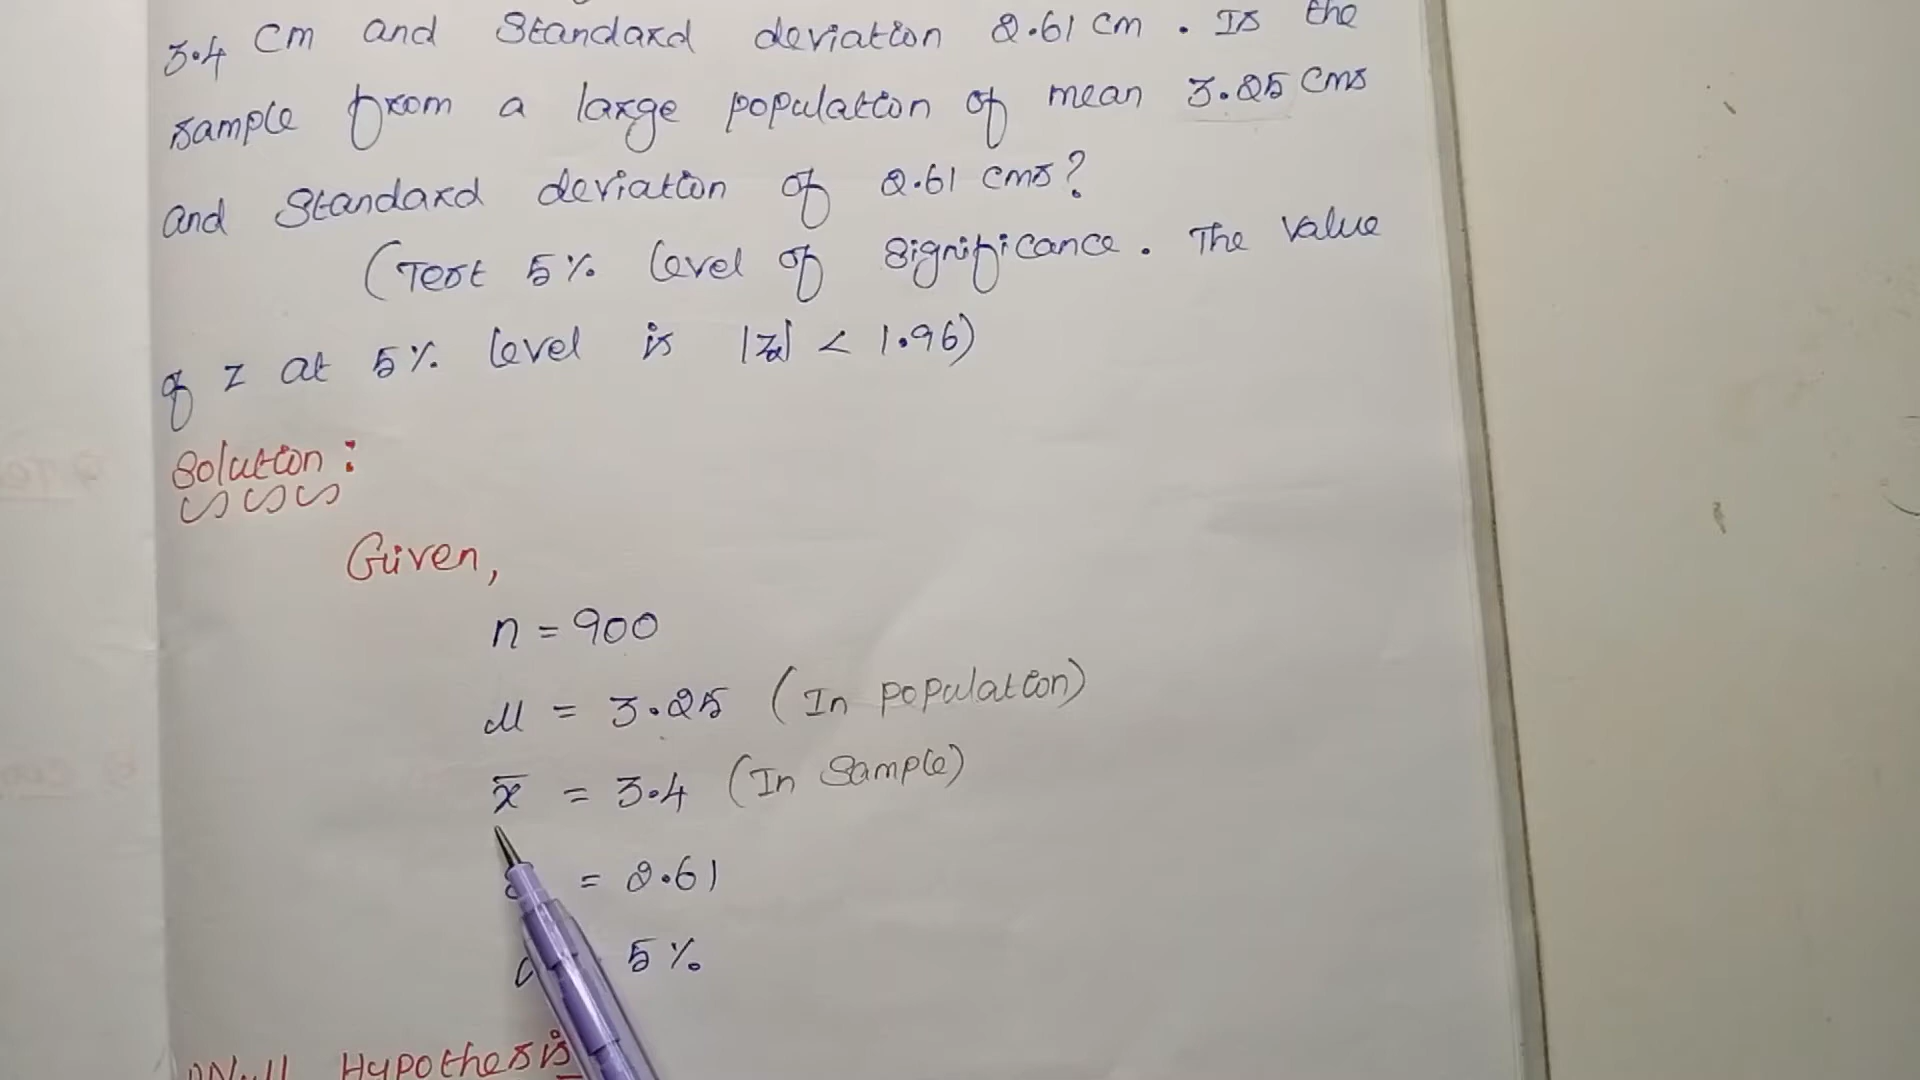 3.4 cm and Standard deviation 2.61 cm. Is the
sample from a large population of mean 3.25 cms
and Standard deviation of 2.61 cms?
(Test 5% level of Significance. The value
of z at 5% level is |zα| < 1.96)
Solution:
Given,
n = 900
μ = 3.25 (In population)
x̄ = 3.4 (In Sample)
= 2.61
5%
Hypothesis